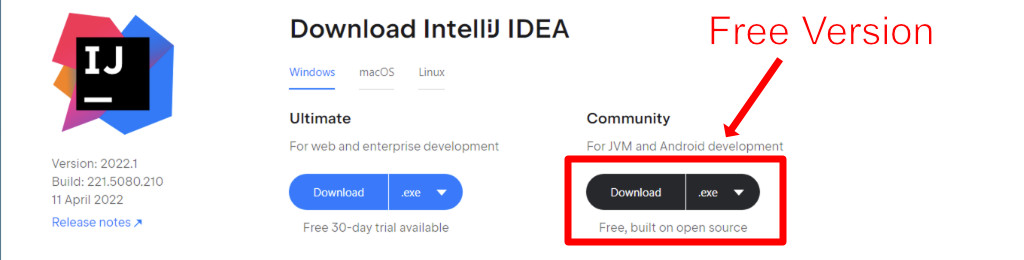 Free Version
Download IntelliJ IDEA
IJ
Windows macOS Linux
Ultimate
For web and enterprise development
Download .exe
Free 30-day trial available
Community
For JVM and Android development
Download .exe
Free, built on open source
Version: 2022.1
Build: 221.5080.210
11 April 2022
Release notes ↗